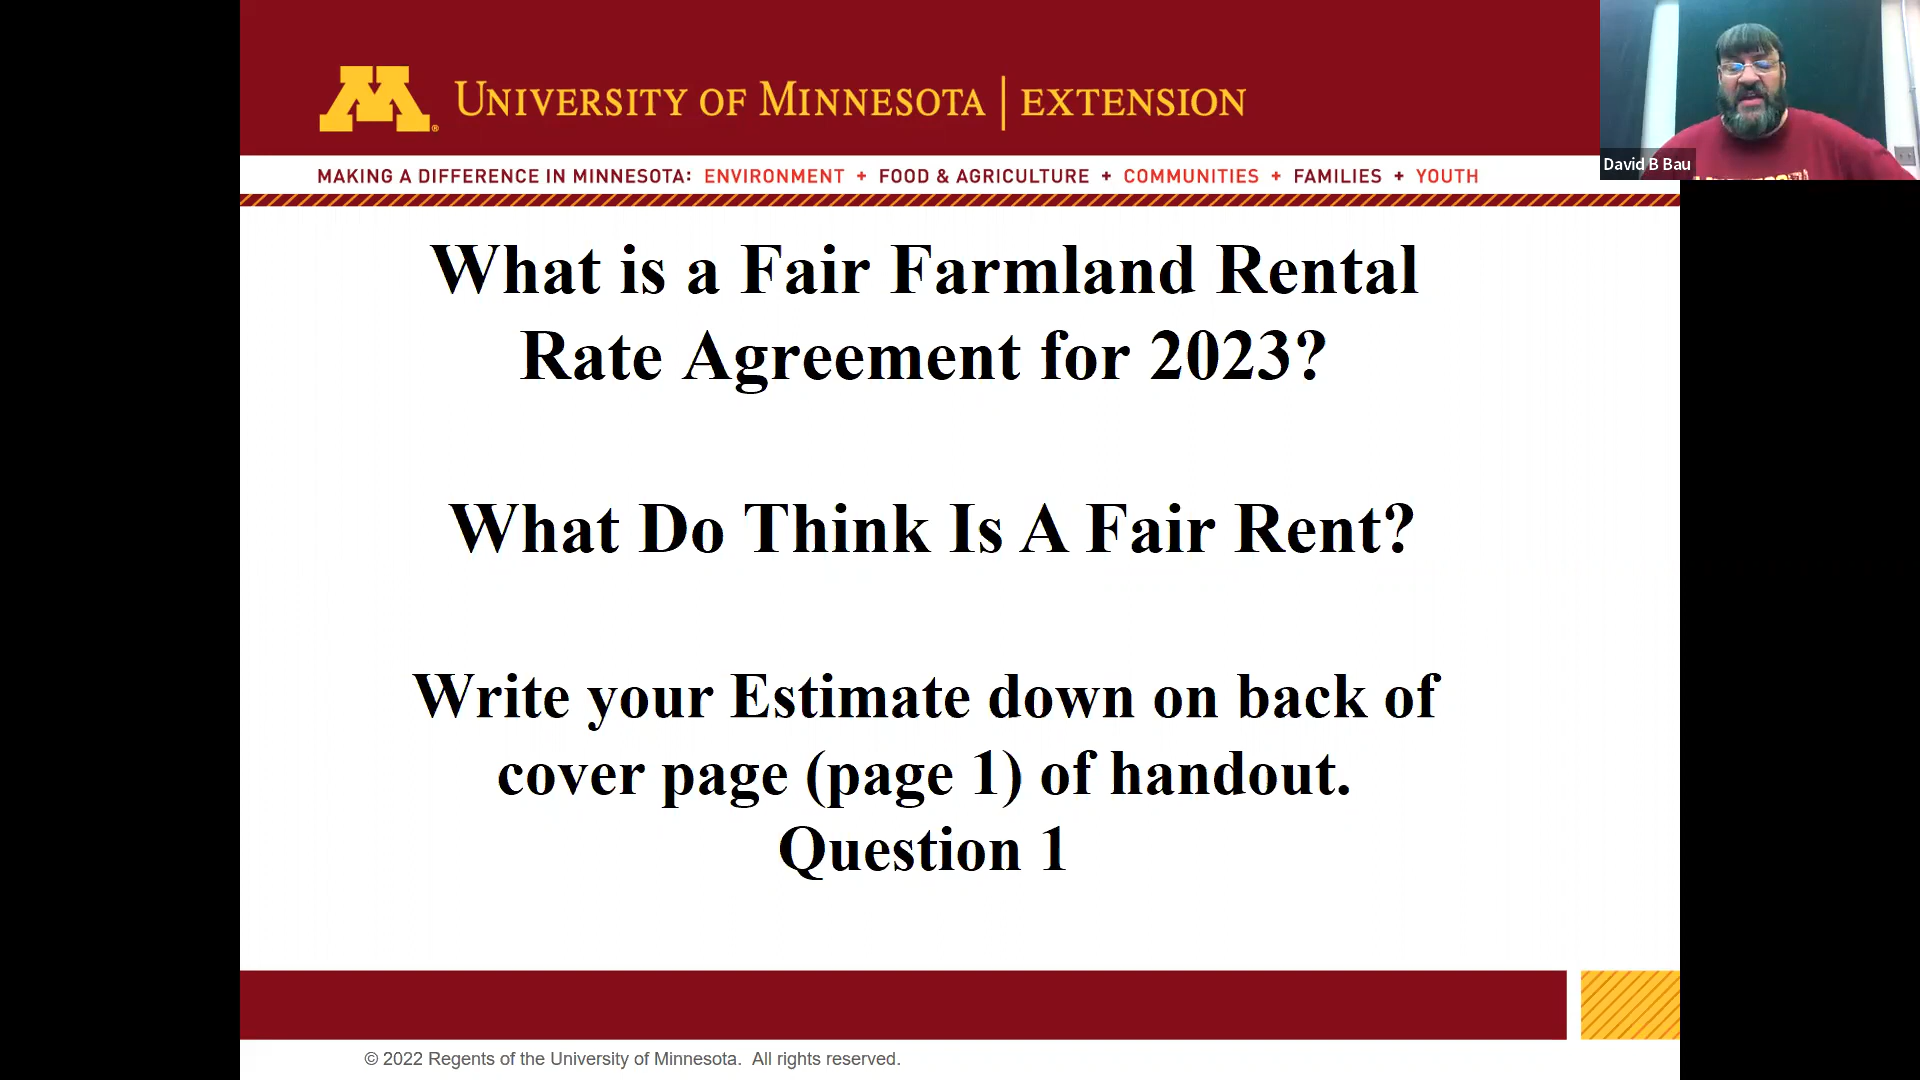 M®
UNIVERSITY OF MINNESOTA | EXTENSION
MAKING A DIFFERENCE IN MINNESOTA: ENVIRONMENT + FOOD & AGRICULTURE + COMMUNITIES + FAMILIES + YOUTH
David B Bau
What is a Fair Farmland Rental
Rate Agreement for 2023?
What Do Think Is A Fair Rent?
Write your Estimate down on back of
cover page (page 1) of handout.
Question 1
© 2022 Regents of the University of Minnesota. All rights reserved.